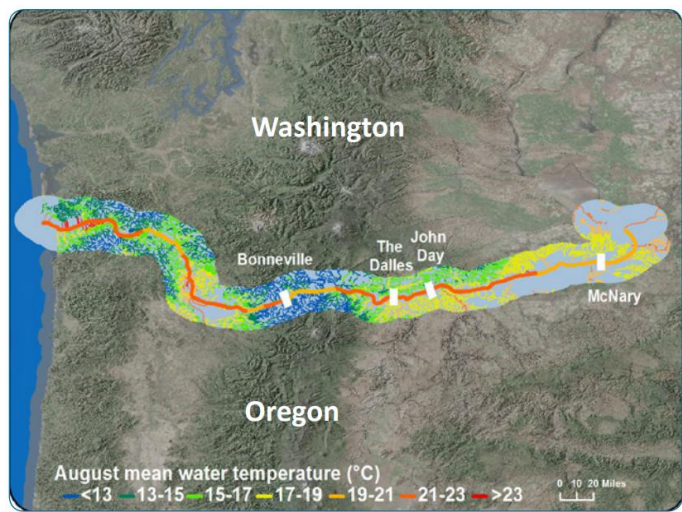 Washington
Bonneville
The
Dalles
John
Day
McNary
Oregon
August mean water temperature (°C)
<13 13-15 15-17 17-19 19-21 21-23 >23
0 10 20 Miles